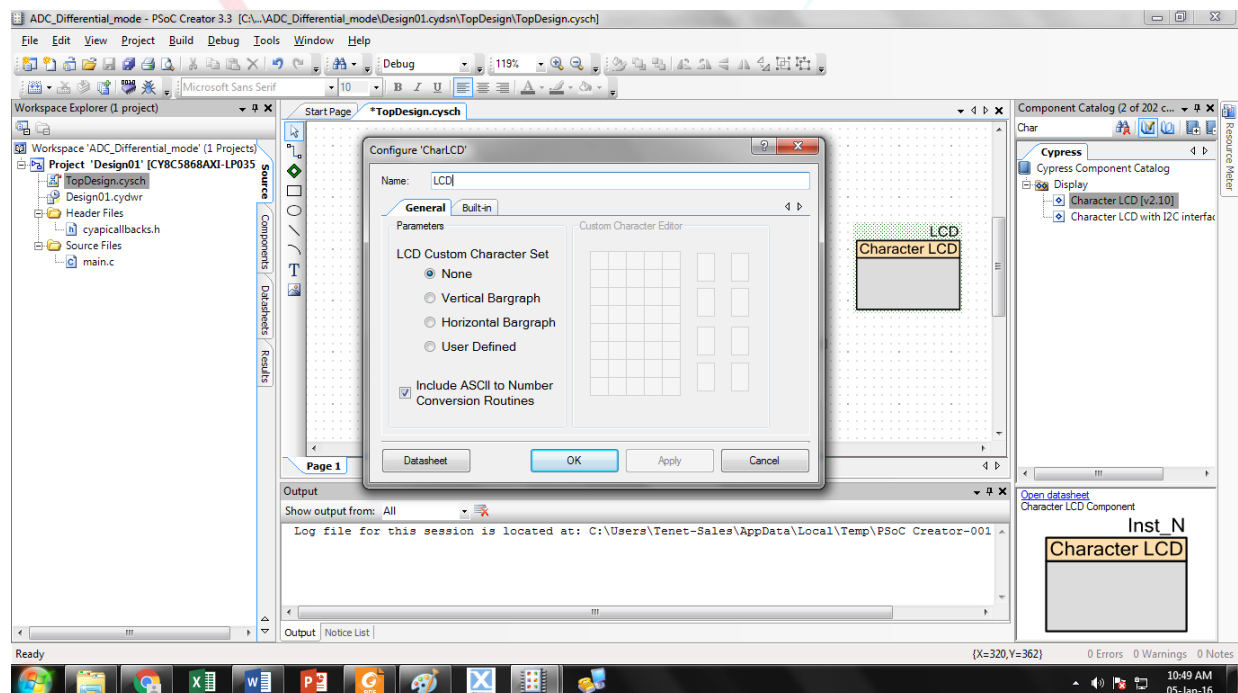 ADC_Differential_mode - PSoC Creator 3.3 [C:\...\ADC_Differential_mode\Design01.cydsn\TopDesign\TopDesign.cysch]
File Edit View Project Build Debug Tools Window Help
Debug 119%
Microsoft Sans Serif 10 B I U A
Workspace Explorer (1 project)
Workspace 'ADC_Differential_mode' (1 Projects)
Project 'Design01' [CY8C5868AXI-LP035
TopDesign.cysch
Design01.cydwr
Header Files
cyapicallbacks.h
Source Files
main.c
Source
Components
Datasheets
Results
Start Page *TopDesign.cysch
T
Configure 'CharLCD'
Name: LCD
General Built-in
Parameters
LCD Custom Character Set
None
Vertical Bargraph
Horizontal Bargraph
User Defined
Include ASCII to Number
Conversion Routines
Custom Character Editor
Datasheet OK Apply Cancel
LCD
Character LCD
Page 1
Output
Show output from: All
Log file for this session is located at: C:\Users\Tenet-Sales\AppData\Local\Temp\PSoC Creator-001
Output Notice List
Component Catalog (2 of 202 c...
Char
Cypress
Cypress Component Catalog
Display
Character LCD [v2.10]
Character LCD with I2C interfac
Resource Meter
Open datasheet
Character LCD Component
Inst_N
Character LCD
Ready {X=320,Y=362} 0 Errors 0 Warnings 0 Notes
10:49 AM
05-Jan-16